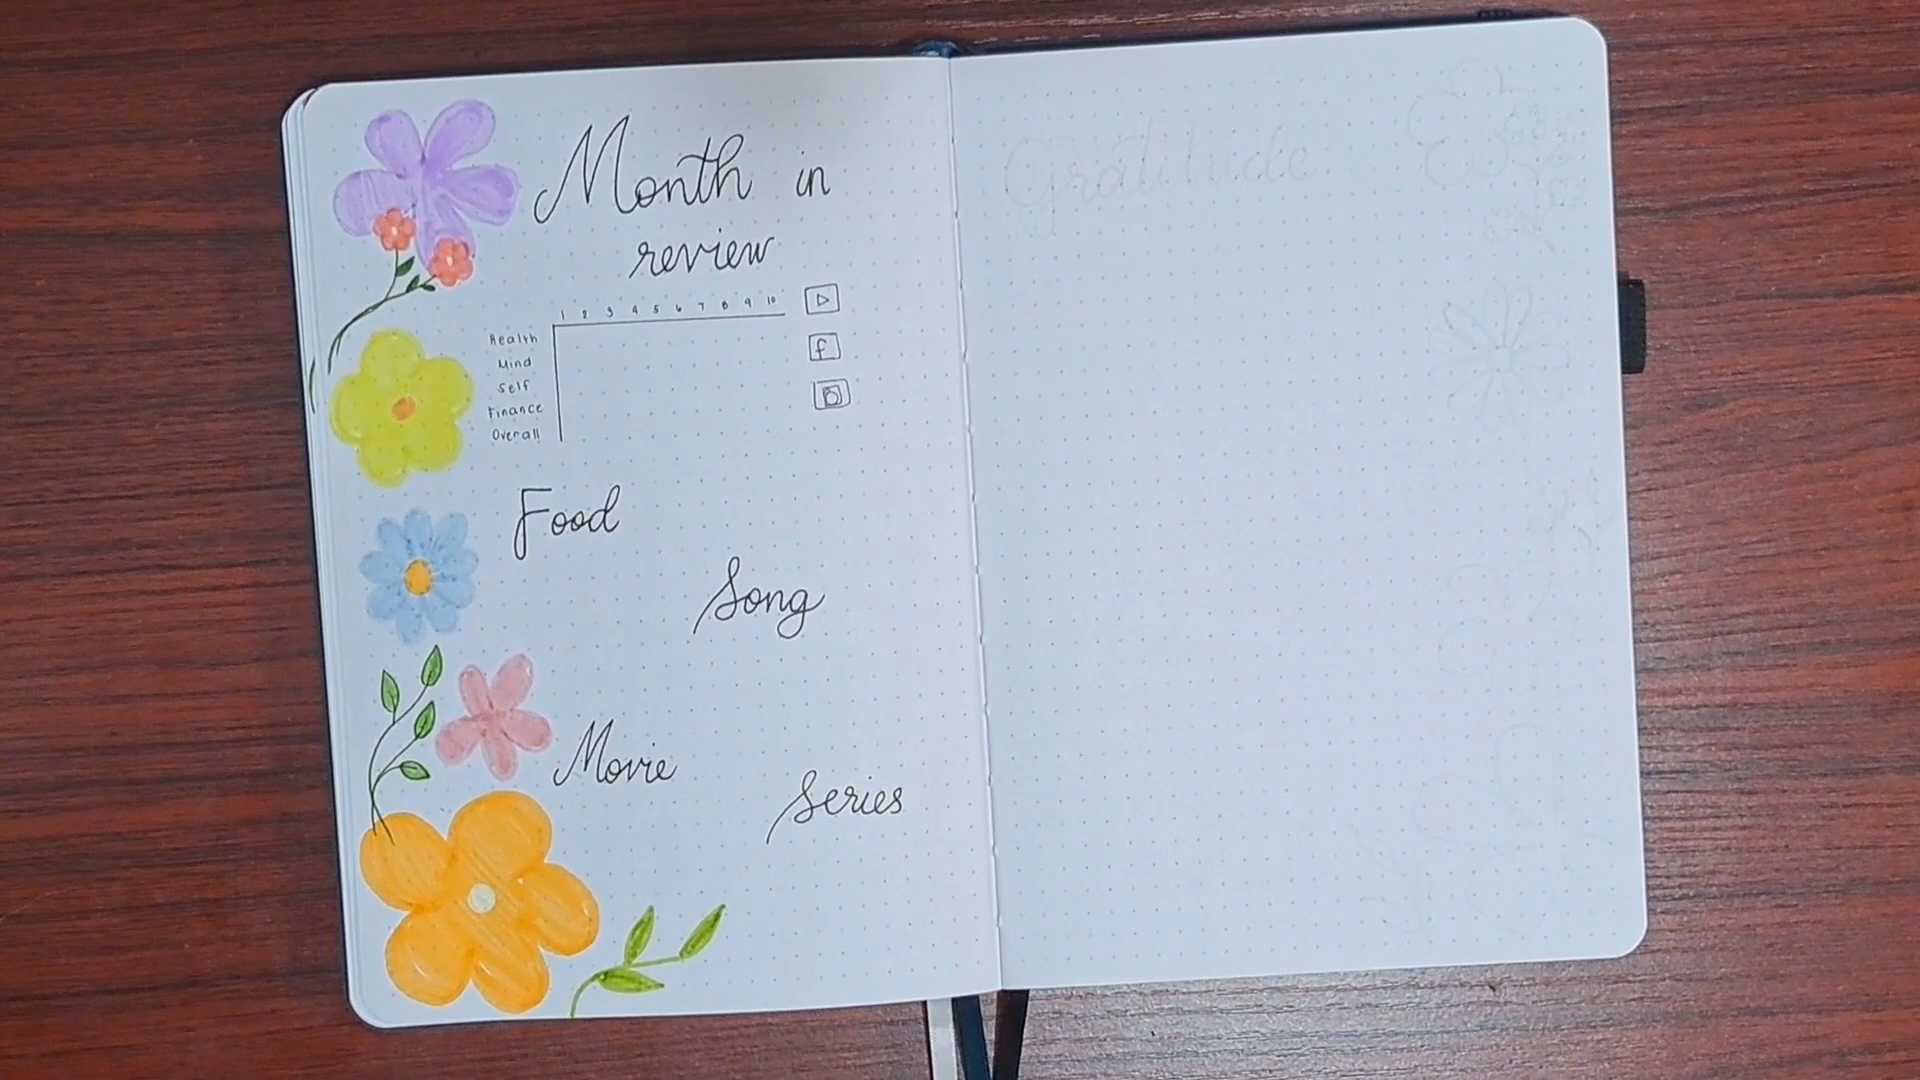 Month in
review
1 2 3 4 5 6 7 8 9 10
Health
Mind
Self
Finance
Overall
f
Food
Song
Movie
Series
Gratitude